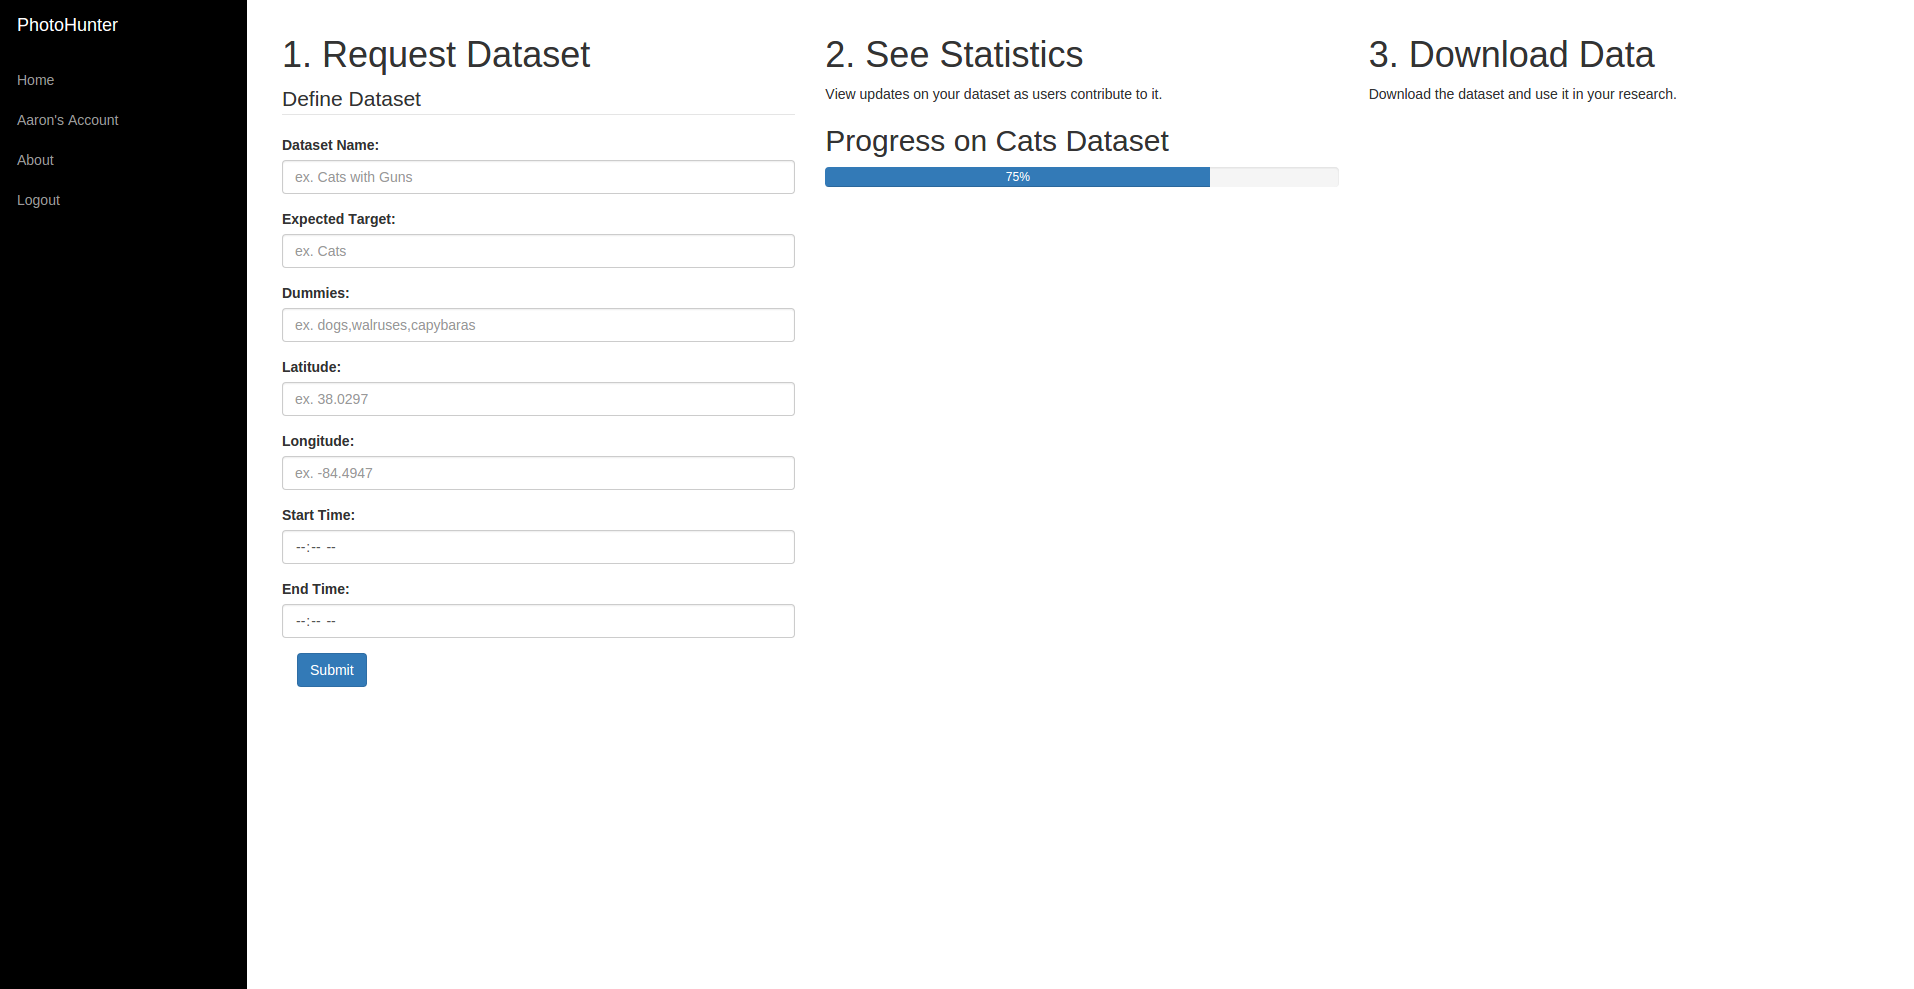 PhotoHunter
Home
Aaron's Account
About
Logout
1. Request Dataset
Define Dataset
Dataset Name:
ex. Cats with Guns
Expected Target:
ex. Cats
Dummies:
ex. dogs,walruses,capybaras
Latitude:
ex. 38.0297
Longitude:
ex. -84.4947
Start Time:
--:-- --
End Time:
--:-- --
Submit
2. See Statistics
View updates on your dataset as users contribute to it.
Progress on Cats Dataset
75%
3. Download Data
Download the dataset and use it in your research.